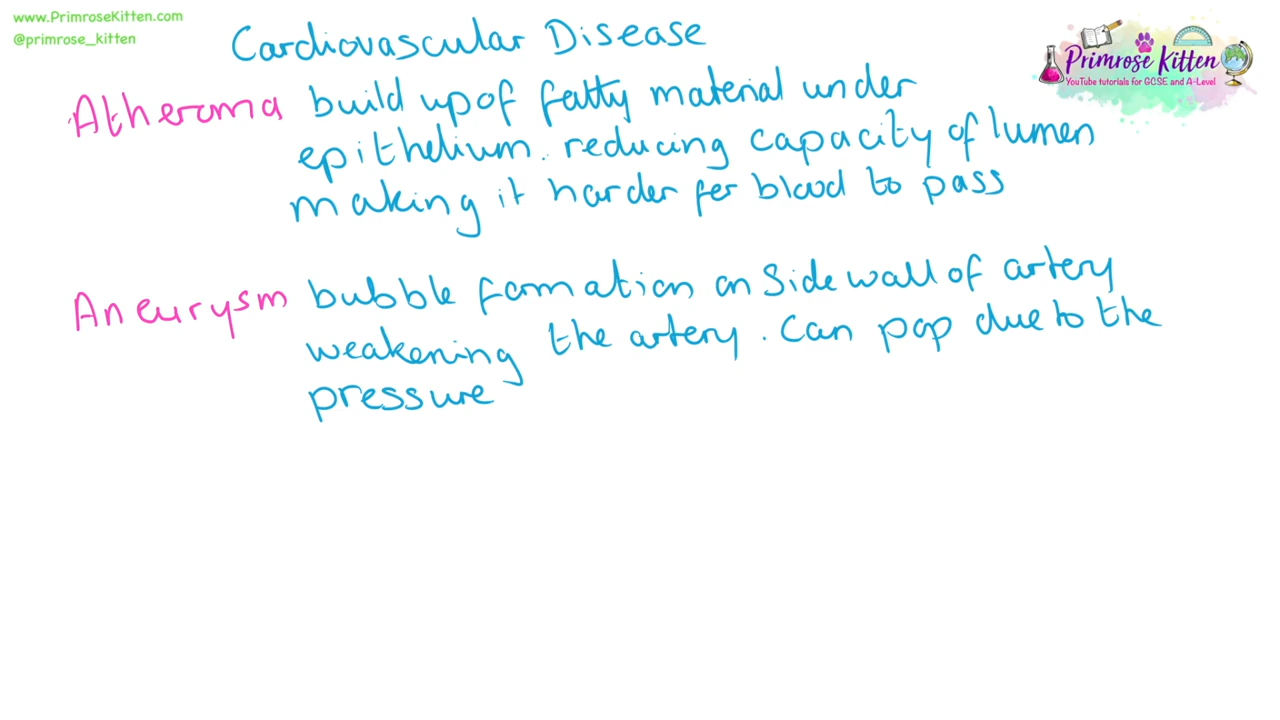 www.PrimroseKitten.com
@primrose_kitten
Cardiovascular Disease
Primrose Kitten
YouTube tutorials for GCSE and A-Level
Atheroma build up of fatty material under
epithelium. reducing capacity of lumen
making it harder for blood to pass
Aneurysm bubble formation on side wall of artery
weakening the artery. Can pop due to the
pressure